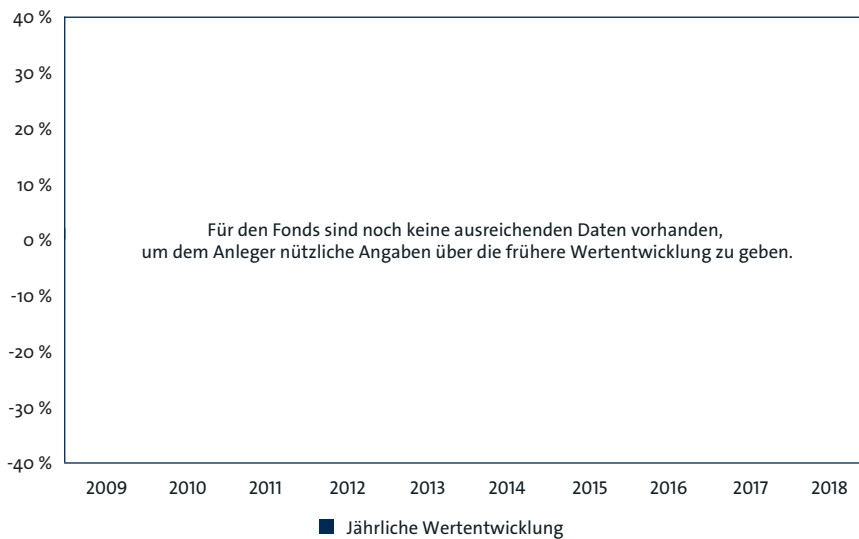 40 %
30 %
20 %
10 %
0 %
-10 %
-20 %
-30 %
-40 %
Für den Fonds sind noch keine ausreichenden Daten vorhanden,
um dem Anleger nützliche Angaben über die frühere Wertentwicklung zu geben.
2009 2010 2011 2012 2013 2014 2015 2016 2017 2018
Jährliche Wertentwicklung